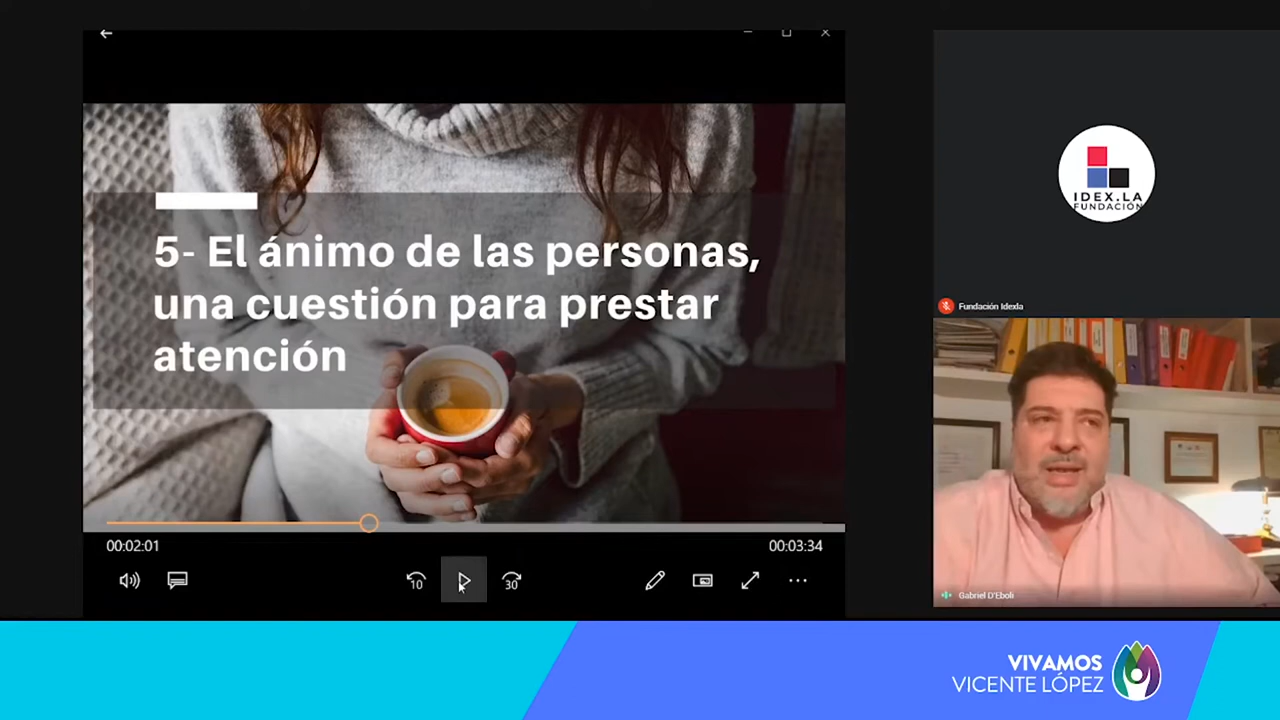 5- El ánimo de las personas,
una cuestión para prestar
atención
00:02:01
00:03:34
10
30
IDEX.LA
FUNDACIÓN
Fundación Idexla
Gabriel D'Eboli
VIVAMOS
VICENTE LÓPEZ